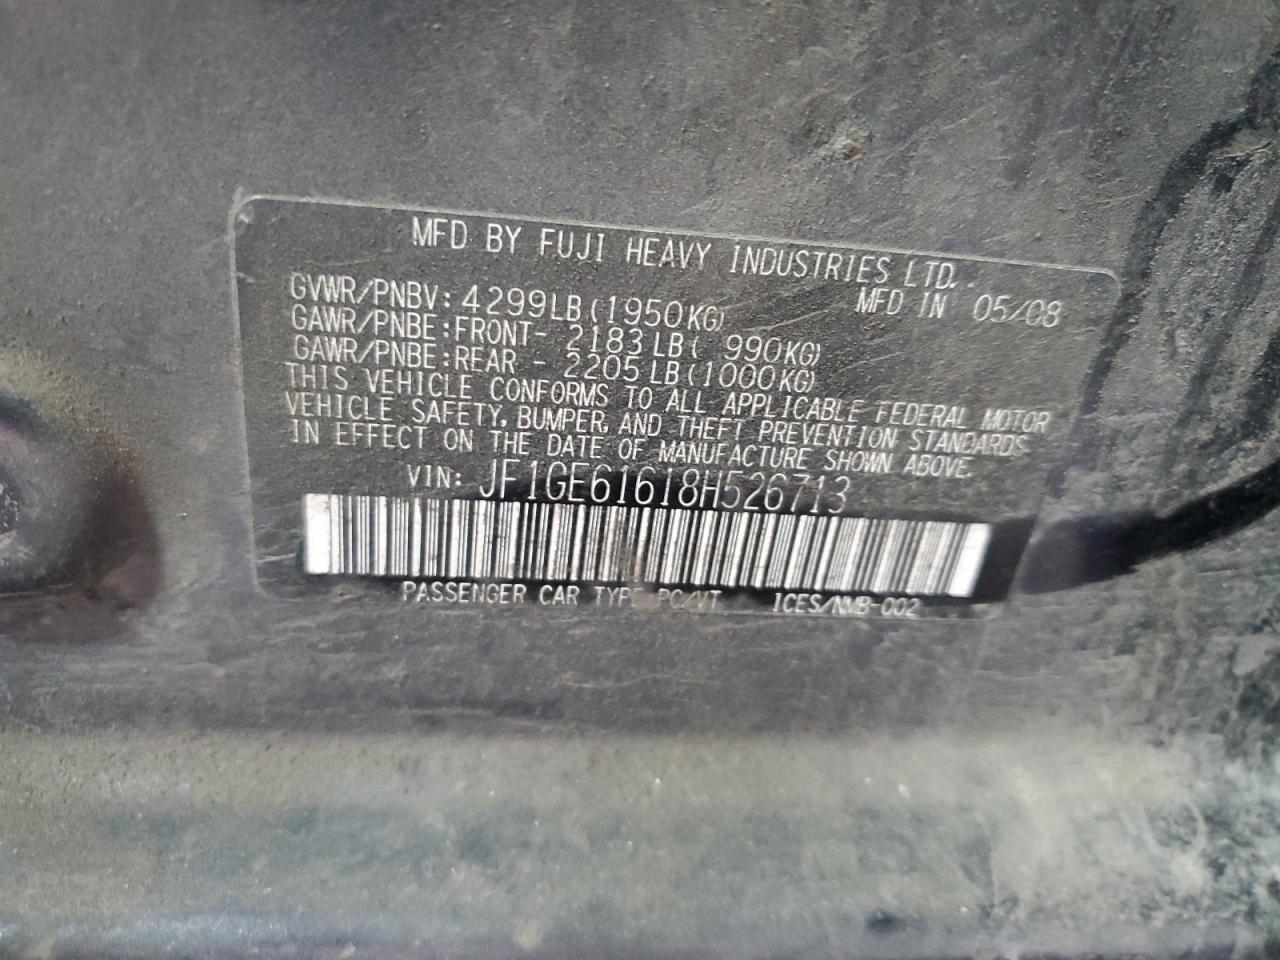 MFD BY FUJI HEAVY INDUSTRIES LTD.
MFD IN 05/08
GVWR/PNBV: 4299LB(1950KG)
GAWR/PNBE:FRONT- 2183LB( 990KG)
GAWR/PNBE:REAR - 2205LB(1000KG)
THIS VEHICLE CONFORMS TO ALL APPLICABLE FEDERAL MOTOR
VEHICLE SAFETY, BUMPER, AND THEFT PREVENTION STANDARDS
IN EFFECT ON THE DATE OF MANUFACTURE SHOWN ABOVE.
VIN: JF1GE61618H526713
PASSENGER CAR TYPE PC/VT ICES/NMB-002